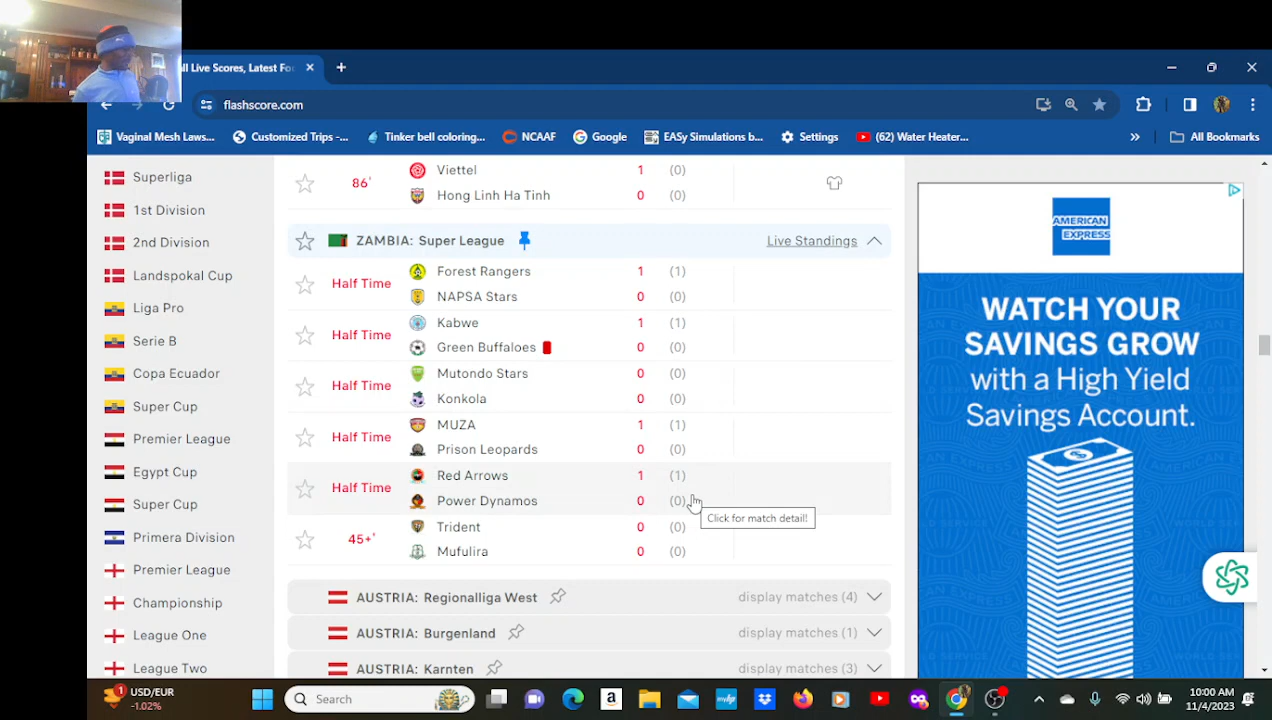 ll Live Scores, Latest Fo
flashscore.com
Vaginal Mesh Laws...
Customized Trips -...
Tinker bell coloring...
NCAAF
Google
EASy Simulations b...
Settings
(62) Water Heater...
»
All Bookmarks
Superliga
1st Division
2nd Division
Landspokal Cup
Liga Pro
Serie B
Copa Ecuador
Super Cup
Premier League
Egypt Cup
Super Cup
Primera Division
Premier League
Championship
League One
League Two
86'
Viettel 1 (0)
Hong Linh Ha Tinh 0 (0)
ZAMBIA: Super League Live Standings
Half Time
Forest Rangers 1 (1)
NAPSA Stars 0 (0)
Half Time
Kabwe 1 (1)
Green Buffaloes 0 (0)
Half Time
Mutondo Stars 0 (0)
Konkola 0 (0)
Half Time
MUZA 1 (1)
Prison Leopards 0 (0)
Half Time
Red Arrows 1 (1)
Power Dynamos 0 (0)
Click for match detail!
45+'
Trident 0 (0)
Mufulira 0 (0)
AUSTRIA: Regionalliga West display matches (4)
AUSTRIA: Burgenland display matches (1)
AUSTRIA: Karnten display matches (3)
AMERICAN
EXPRESS
WATCH YOUR
SAVINGS GROW
with a High Yield
Savings Account.
1
USD/EUR
-1.02%
Search
10:00 AM
11/4/2023